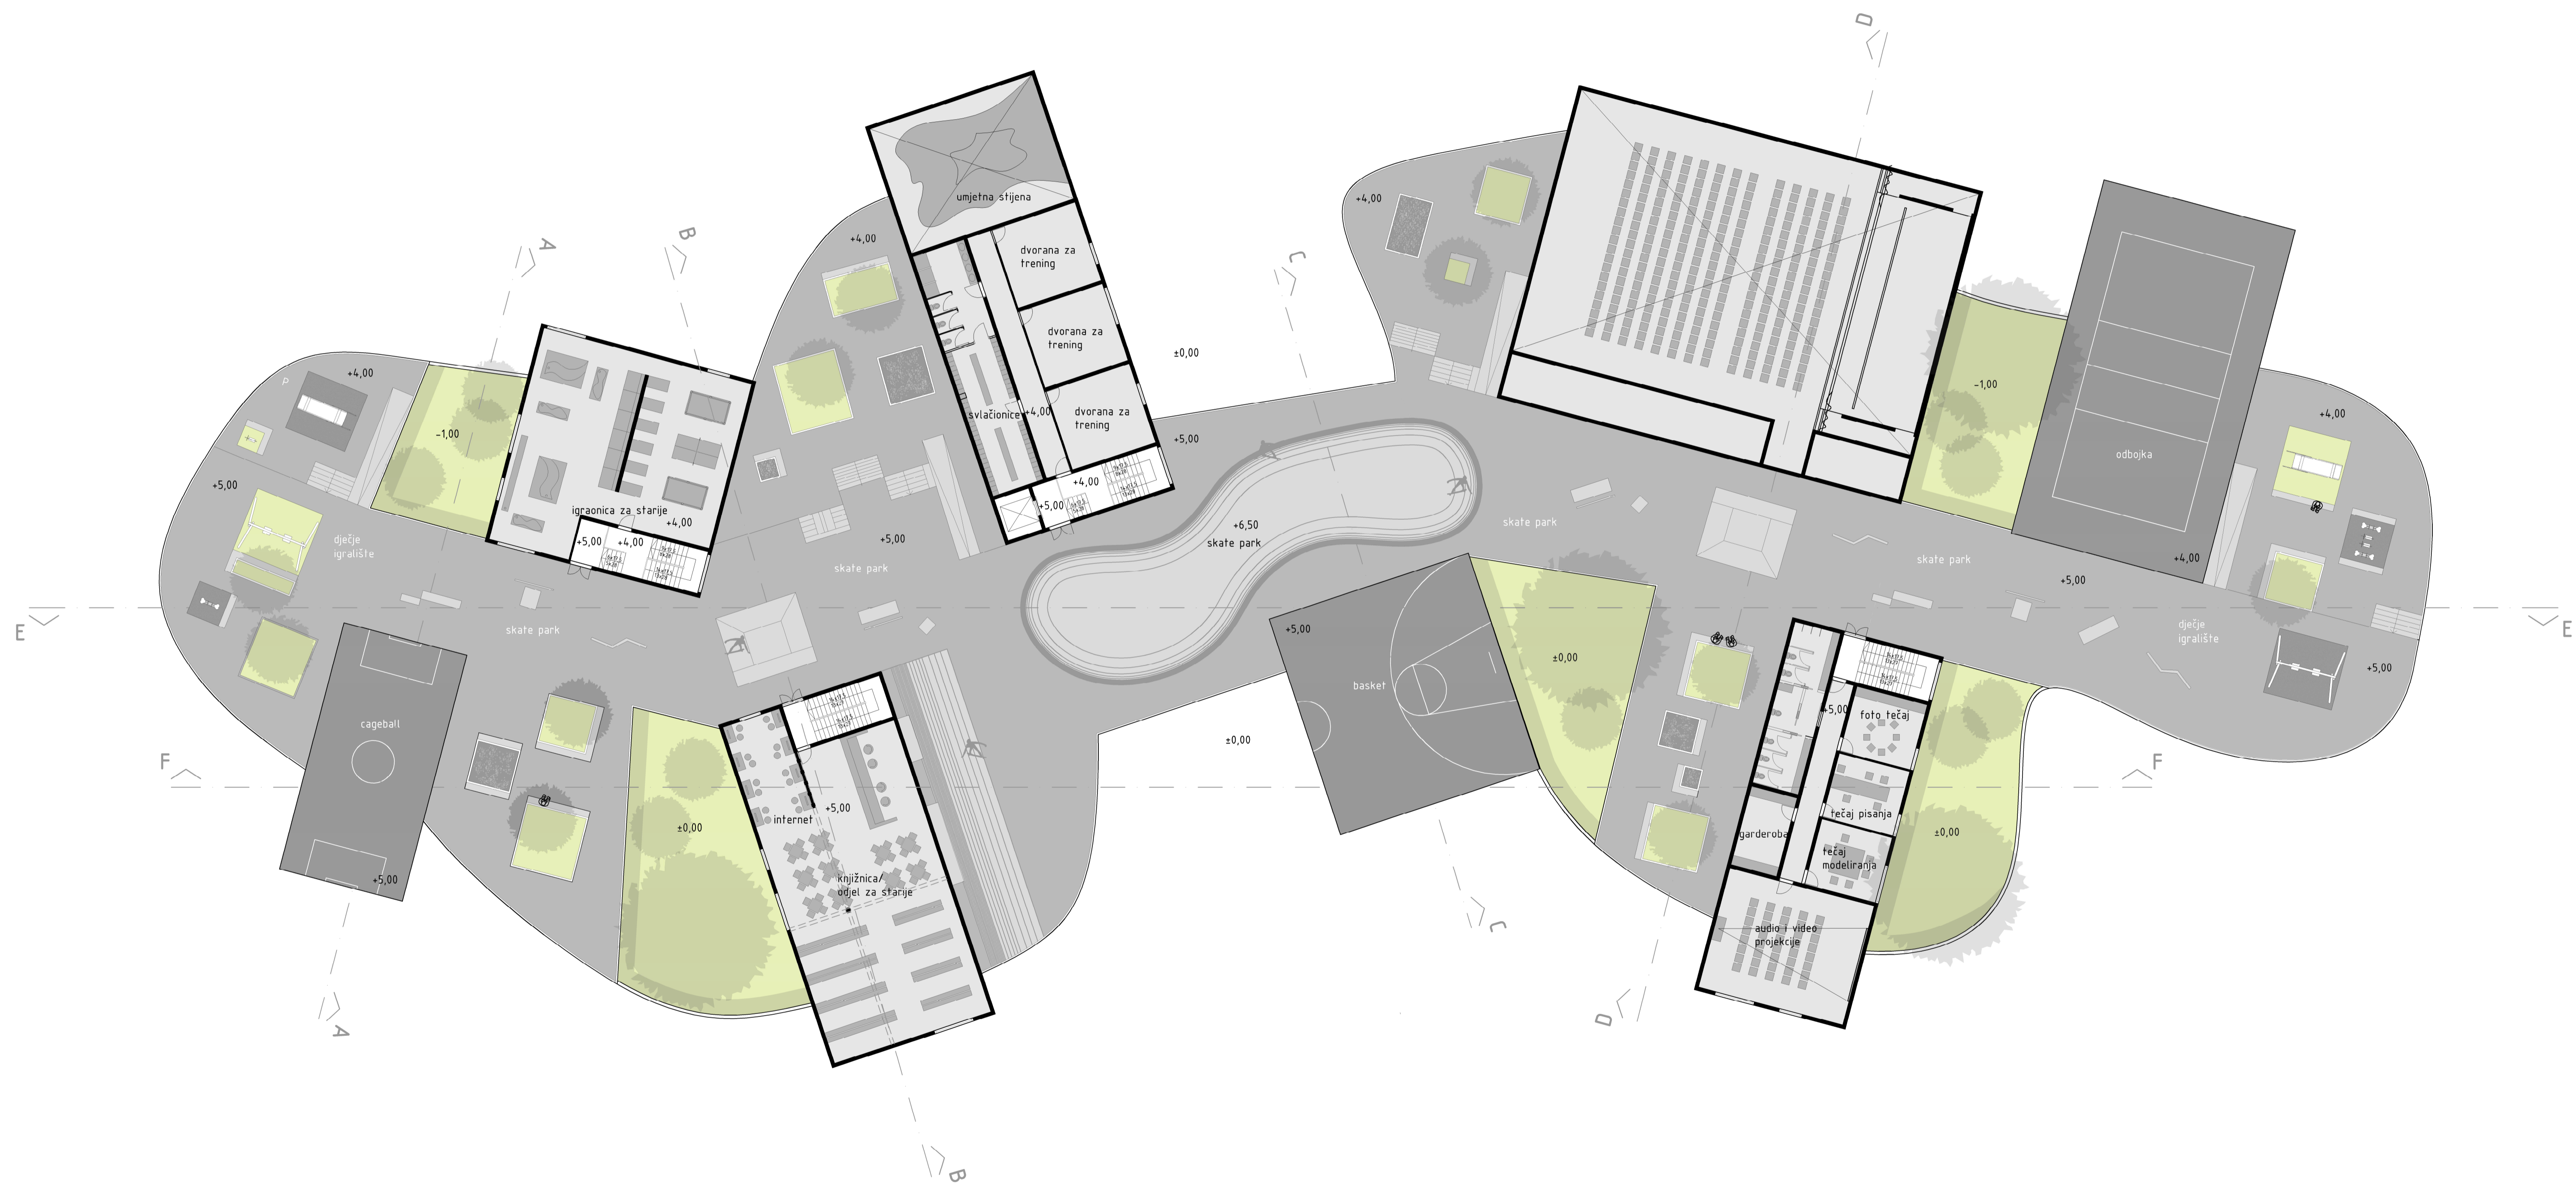 D
A
B
C
umjetna stijena
+4,00
+4,00
dvorana za
trening
dvorana za
trening
dvorana za
trening
±0,00
svlačionice
+4,00
+5,00
+4,00
+5,00
P
+4,00
-1,00
+5,00
dječje
igralište
igraonica za starije
+4,00
+5,00
+4,00
+5,00
skate park
skate park
+6,50
skate park
skate park
-1,00
odbojka
+4,00
+4,00
skate park
+5,00
dječje
igralište
+5,00
E
E
cageball
+5,00
F
F
±0,00
internet
+5,00
knjižnica/
odjel za starije
±0,00
+5,00
basket
±0,00
+5,00
foto tečaj
tečaj pisanja
garderoba
tečaj
modeliranja
±0,00
audio i video
projekcije
A
B
C
D